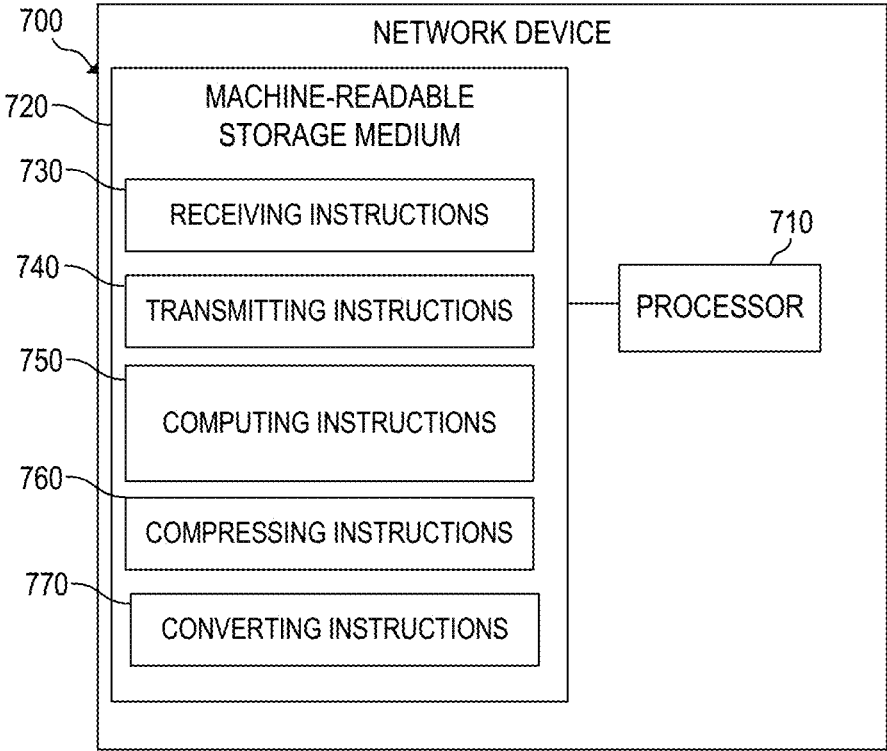 NETWORK DEVICE
700
720
MACHINE-READABLE
STORAGE MEDIUM
730
RECEIVING INSTRUCTIONS
740
TRANSMITTING INSTRUCTIONS
710
PROCESSOR
750
COMPUTING INSTRUCTIONS
760
COMPRESSING INSTRUCTIONS
770
CONVERTING INSTRUCTIONS